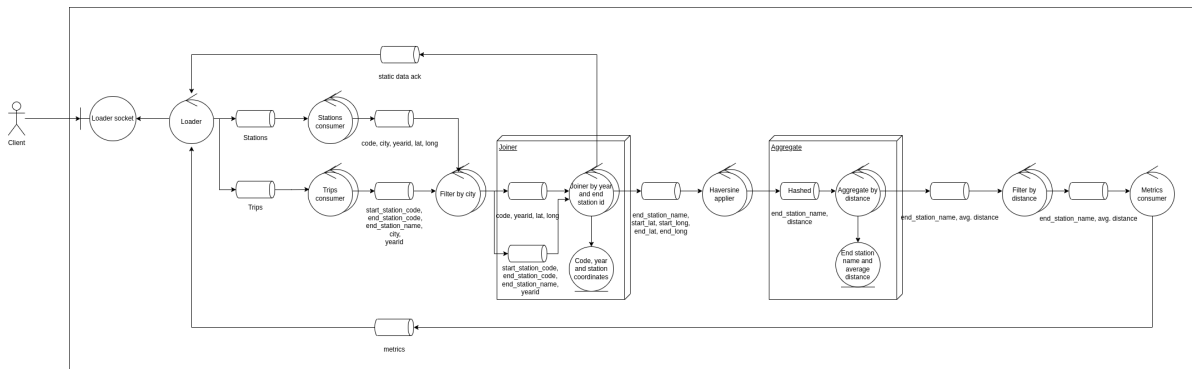 static data ack
Client
Loader socket
Loader
Stations
Stations
consumer
code, city, yearid, lat, long
Trips
Trips
consumer
start_station_code,
end_station_code,
end_station_name,
city,
yearid
Filter by city
Joiner
code, yearid, lat, long
start_station_code,
end_station_code,
end_station_name,
yearid
Joiner by year
and end
station id
Code, year
and station
coordinates
end_station_name,
start_lat, start_long,
end_lat, end_long
Haversine
applier
Aggregate
Hashed
end_station_name,
distance
Aggregate by
distance
End station
name and
average
distance
end_station_name, avg. distance
Filter by
distance
end_station_name, avg. distance
Metrics
consumer
metrics